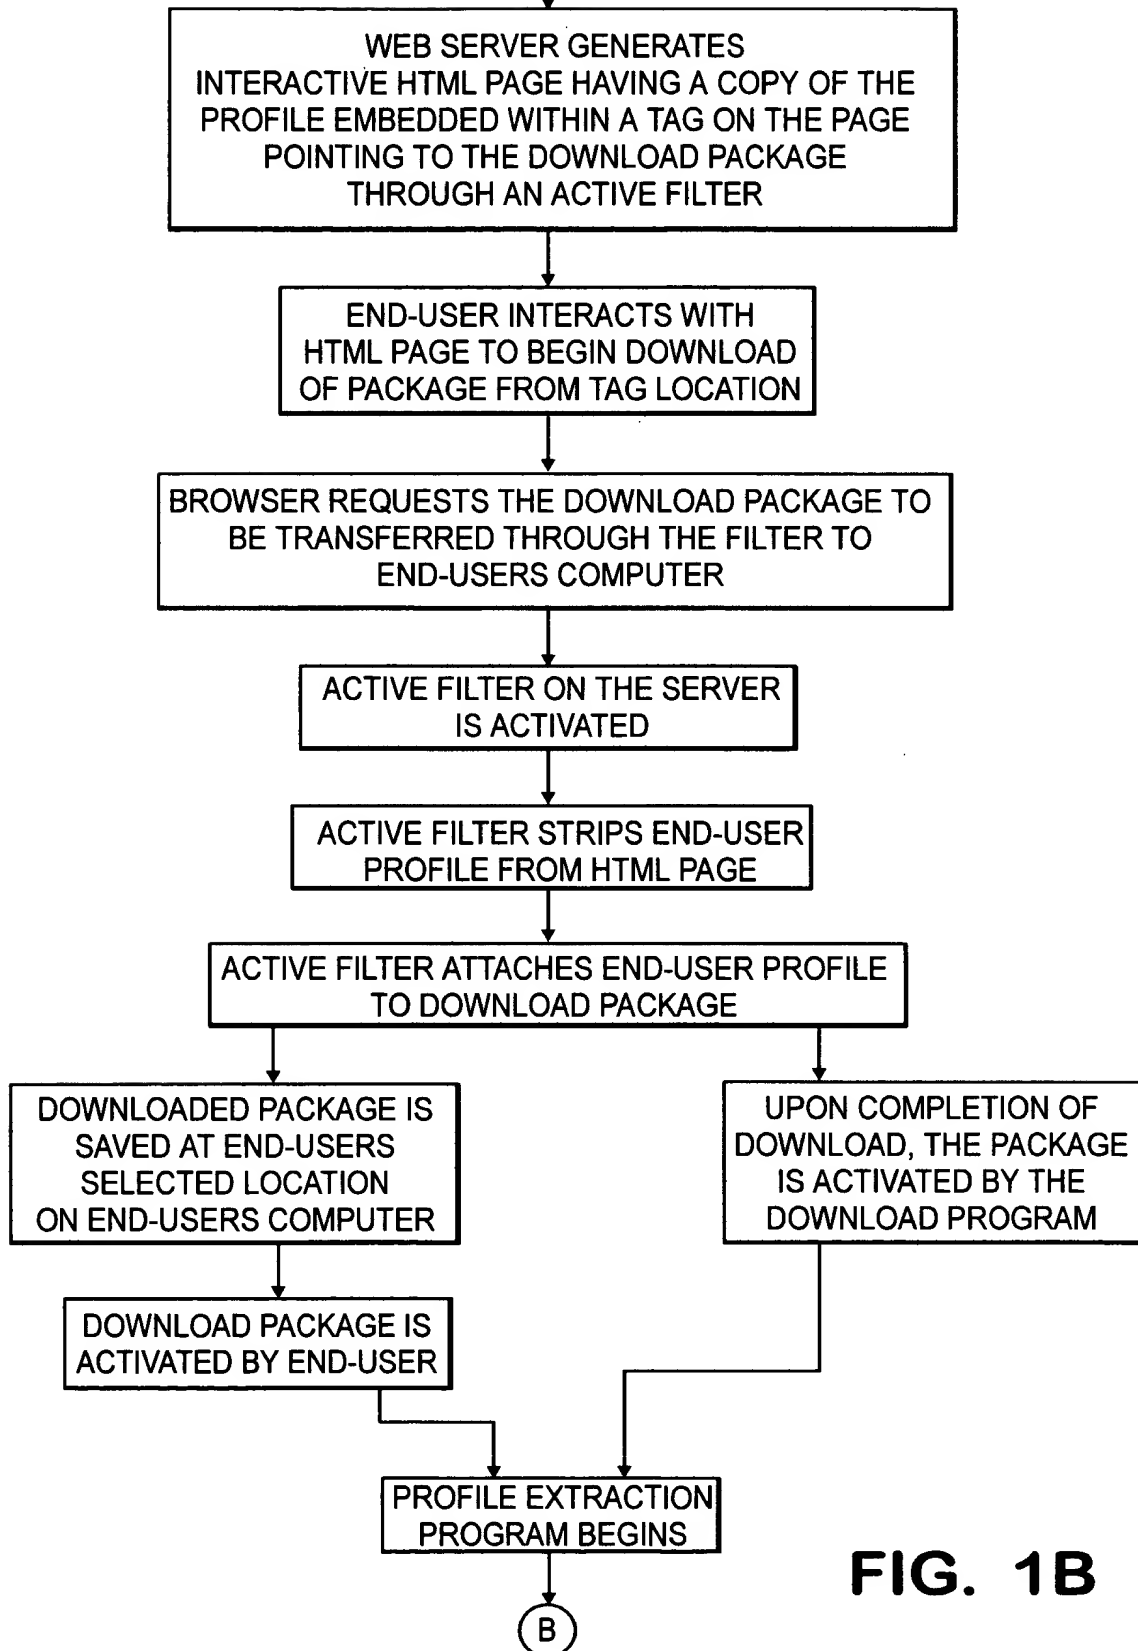 WEB SERVER GENERATES
INTERACTIVE HTML PAGE HAVING A COPY OF THE
PROFILE EMBEDDED WITHIN A TAG ON THE PAGE
POINTING TO THE DOWNLOAD PACKAGE
THROUGH AN ACTIVE FILTER
END-USER INTERACTS WITH
HTML PAGE TO BEGIN DOWNLOAD
OF PACKAGE FROM TAG LOCATION
BROWSER REQUESTS THE DOWNLOAD PACKAGE TO
BE TRANSFERRED THROUGH THE FILTER TO
END-USERS COMPUTER
ACTIVE FILTER ON THE SERVER
IS ACTIVATED
ACTIVE FILTER STRIPS END-USER
PROFILE FROM HTML PAGE
ACTIVE FILTER ATTACHES END-USER PROFILE
TO DOWNLOAD PACKAGE
DOWNLOADED PACKAGE IS
SAVED AT END-USERS
SELECTED LOCATION
ON END-USERS COMPUTER
UPON COMPLETION OF
DOWNLOAD, THE PACKAGE
IS ACTIVATED BY THE
DOWNLOAD PROGRAM
DOWNLOAD PACKAGE IS
ACTIVATED BY END-USER
PROFILE EXTRACTION
PROGRAM BEGINS
FIG. 1B
B